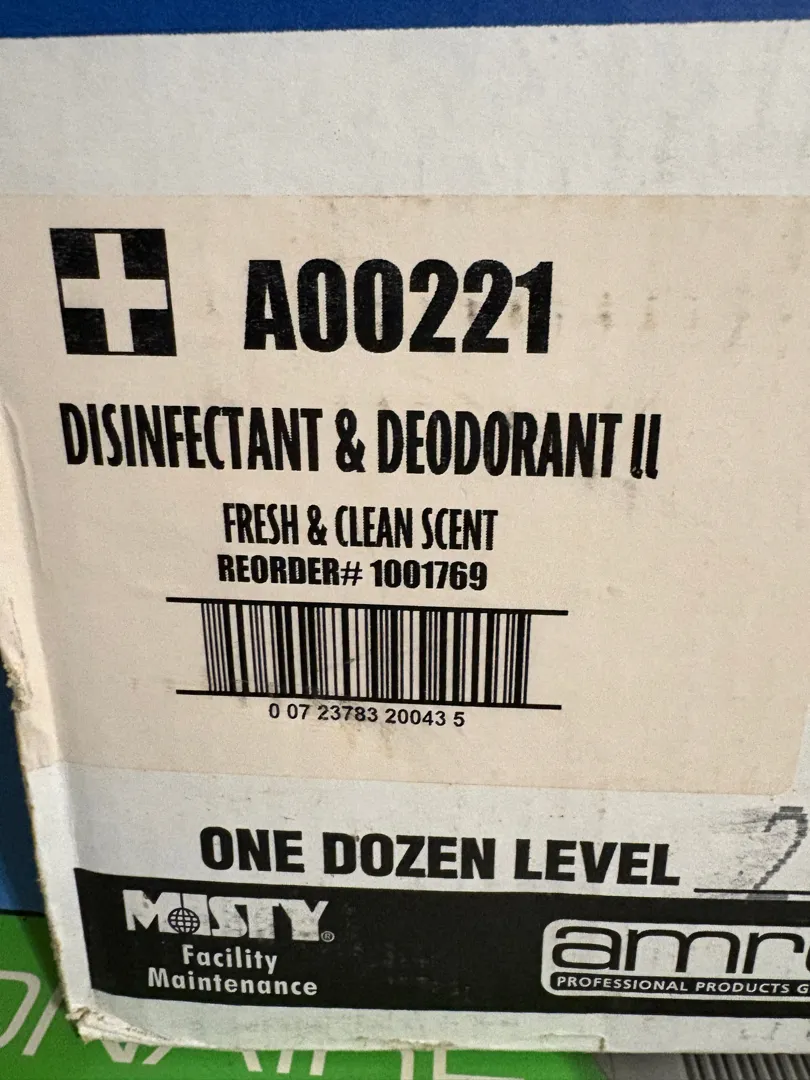 A00221
DISINFECTANT & DEODORANT II
FRESH & CLEAN SCENT
REORDER# 1001769
0 07 23783 20043 5
ONE DOZEN LEVEL 2
MISTY®
Facility
Maintenance
PROFESSIONAL PRODUCTS